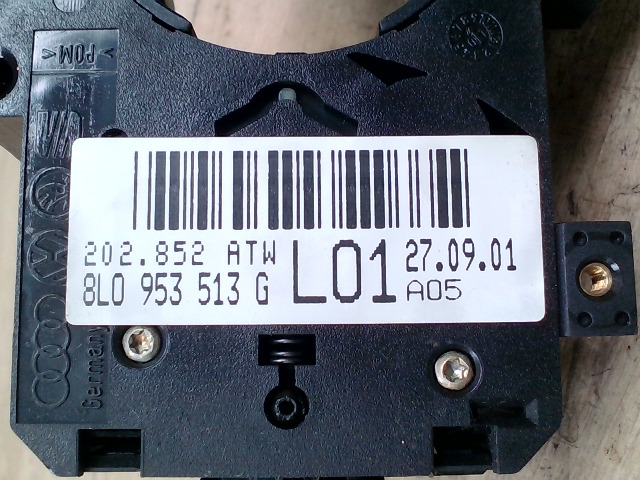 >POM<
202.852 ATW
8L0 953 513 G
L01
27.09.01
A05
Germany